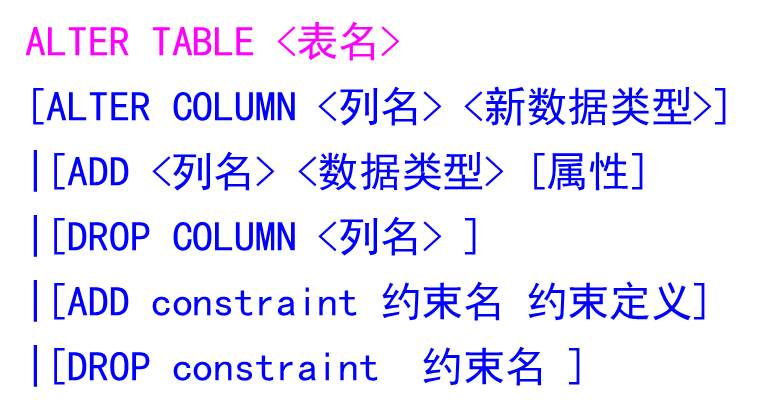 ALTER TABLE <表名>
[ALTER COLUMN <列名> <新数据类型>]
|[ADD <列名> <数据类型> [属性]
|[DROP COLUMN <列名> ]
|[ADD constraint 约束名 约束定义]
|[DROP constraint  约束名 ]